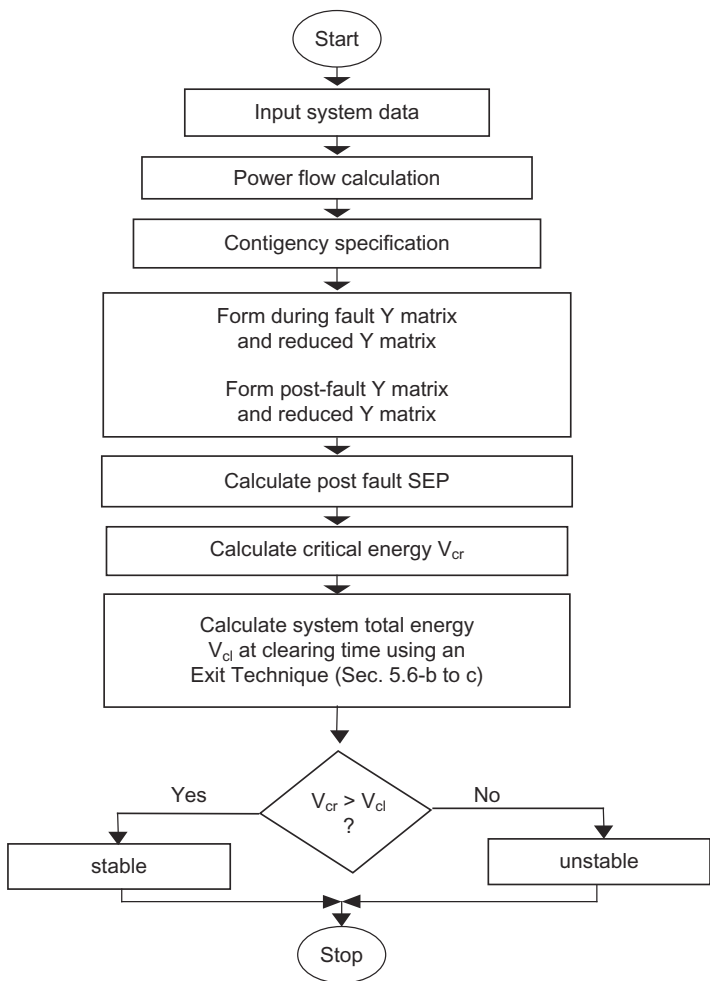 Start
Input system data
Power flow calculation
Contigency specification
Form during fault Y matrix
and reduced Y matrix
Form post-fault Y matrix
and reduced Y matrix
Calculate post fault SEP
Calculate critical energy Vcr
Calculate system total energy
Vcl at clearing time using an
Exit Technique (Sec. 5.6-b to c)
Yes
Vcr > Vcl
?
No
stable
unstable
Stop